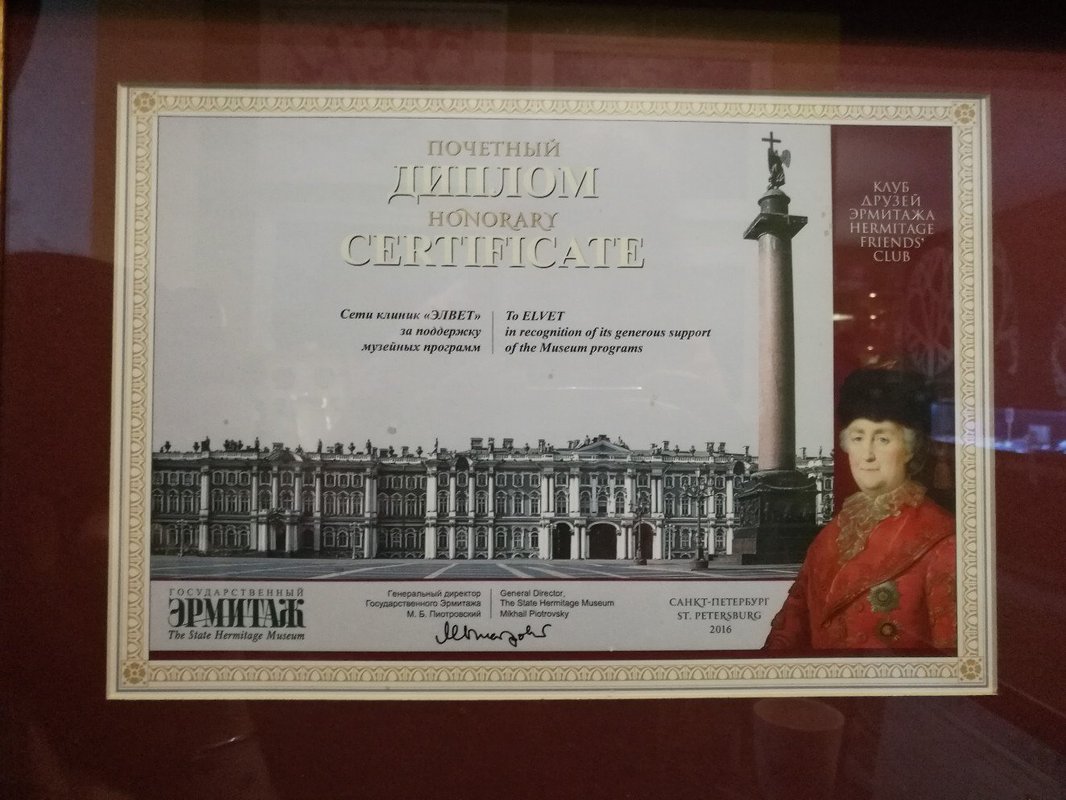 ПОЧЕТНЫЙ
ДИПЛОМ
HONORARY
CERTIFICATE
КЛУБ
ДРУЗЕЙ
ЭРМИТАЖА
HERMITAGE
FRIENDS'
CLUB
Сети клиник «ЭЛВЕТ»
за поддержку
музейных программ
To ELVET
in recognition of its generous support
of the Museum programs
ГОСУДАРСТВЕННЫЙ
ЭРМИТАЖ
The State Hermitage Museum
Генеральный директор
Государственного Эрмитажа
М. Б. Пиотровский
General Director,
The State Hermitage Museum
Mikhail Piotrovsky
САНКТ-ПЕТЕРБУРГ
ST. PETERSBURG
2016